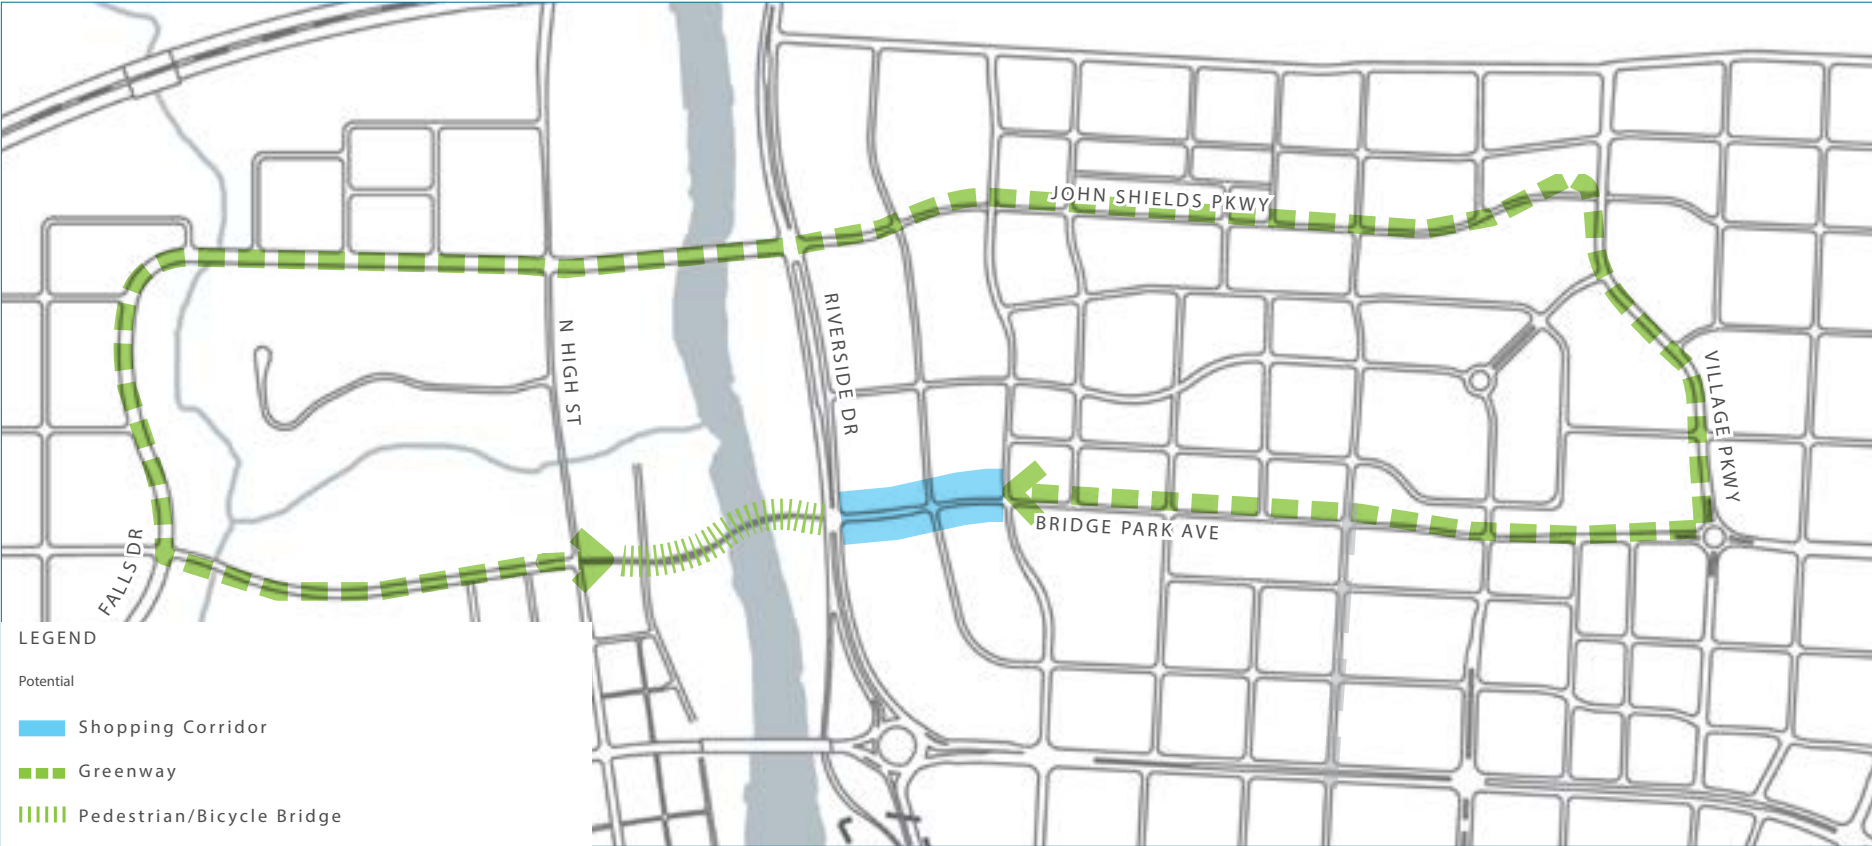 JOHN SHIELDS PKWY
N HIGH ST
RIVERSIDE DR
VILLAGE PKWY
BRIDGE PARK AVE
FALLS DR
LEGEND
Potential
Shopping Corridor
Greenway
Pedestrian/Bicycle Bridge